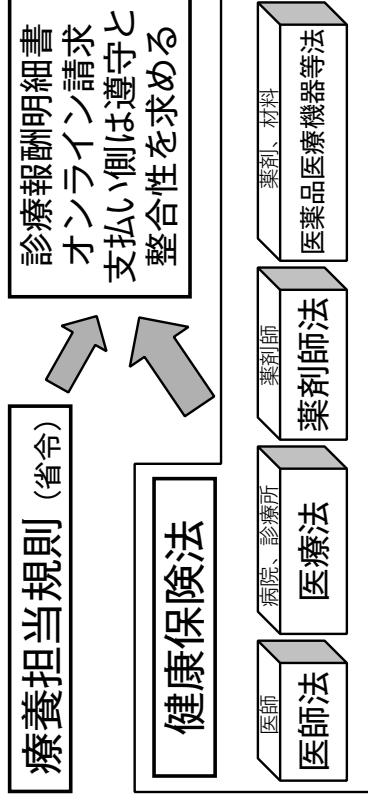 療養担当規則（省令）
診療報酬明細書
オンライン請求
支払い側は遵守と
整合性を求める
健康保険法
医師
医師法
病院、診療所
医療法
薬剤師
薬剤師法
薬剤、材料
医薬品医療機器等法